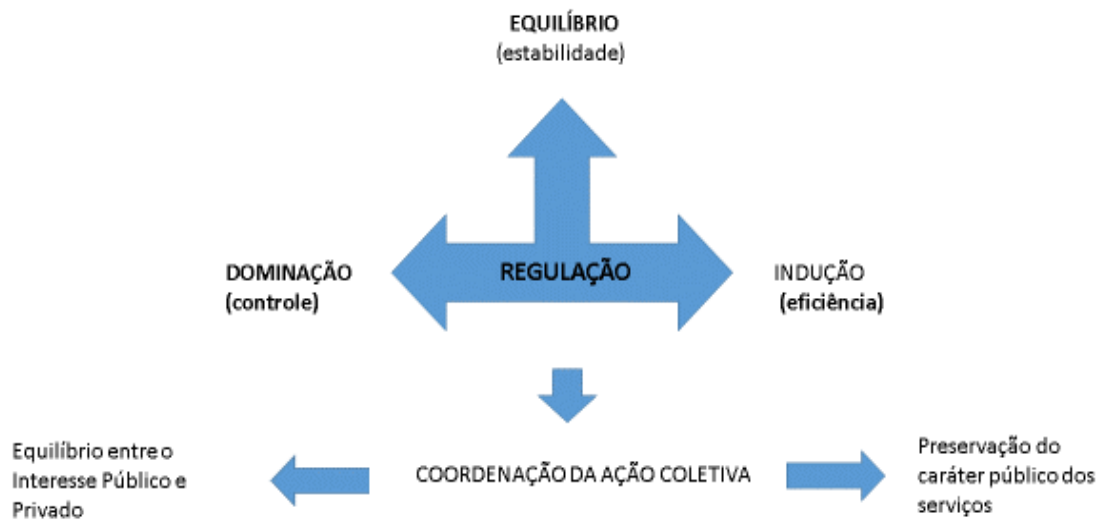 EQUILÍBRIO
(estabilidade)
DOMINAÇÃO
(controle)
REGULAÇÃO
INDUÇÃO
(eficiência)
Equilíbrio entre o
Interesse Público e
Privado
COORDENAÇÃO DA AÇÃO COLETIVA
Preservação do
caráter público dos
serviços